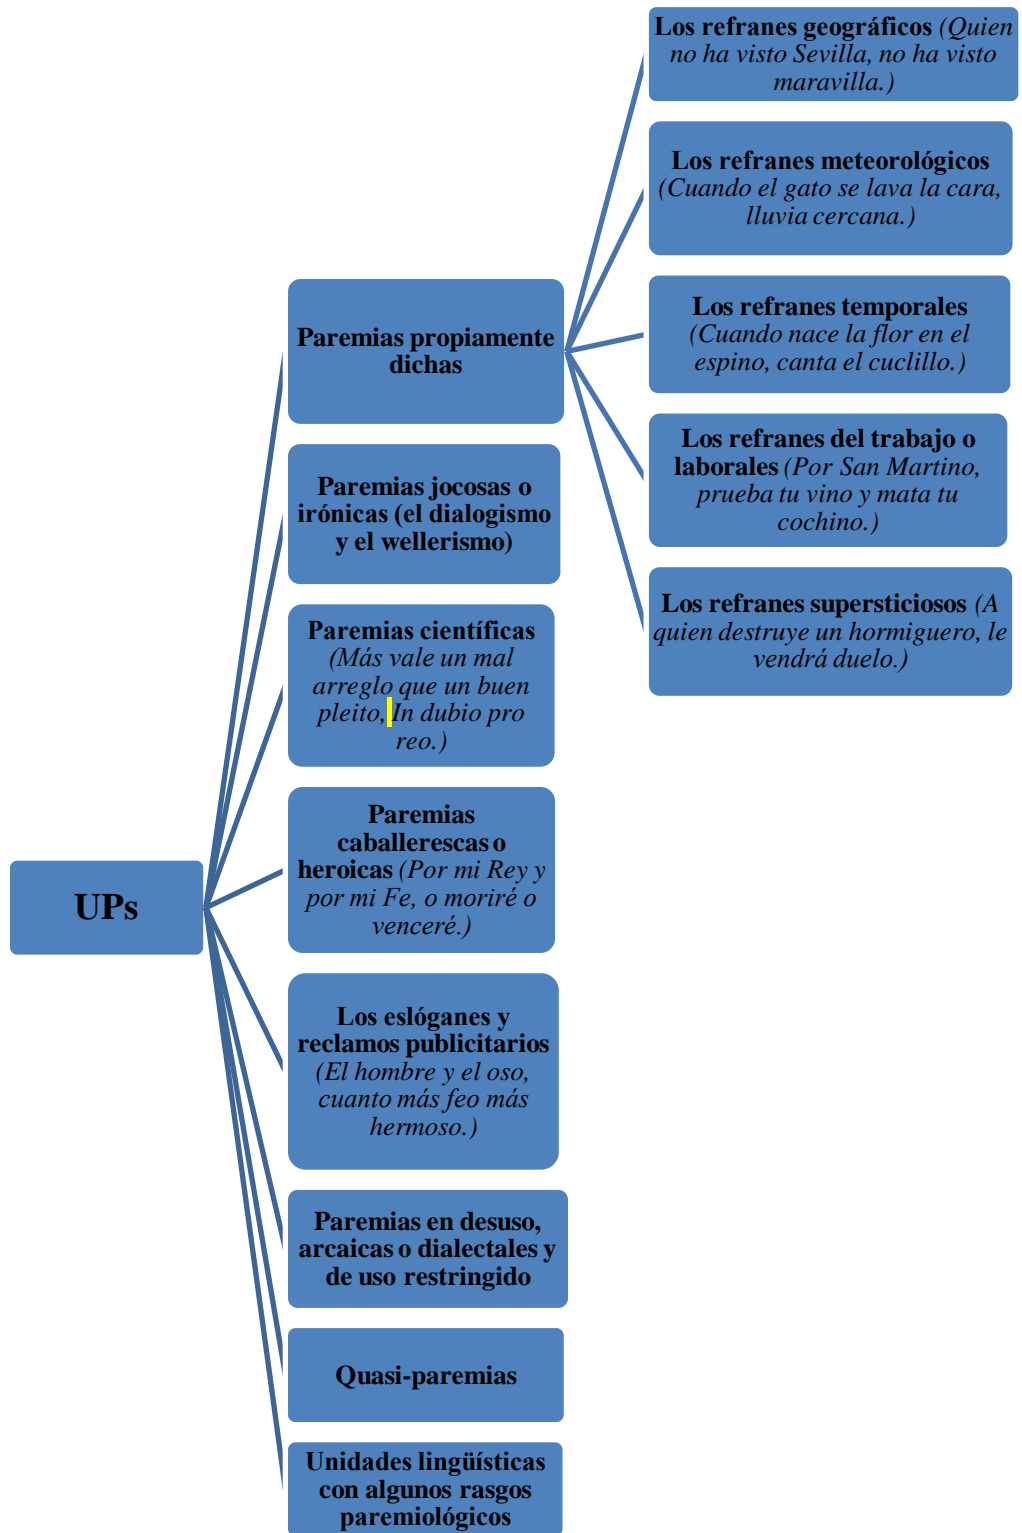 UPs
Paremias propiamente
dichas
Los refranes geográficos (Quien
no ha visto Sevilla, no ha visto
maravilla.)
Los refranes meteorológicos
(Cuando el gato se lava la cara,
lluvia cercana.)
Los refranes temporales
(Cuando nace la flor en el
espino, canta el cuclillo.)
Los refranes del trabajo o
laborales (Por San Martino,
prueba tu vino y mata tu
cochino.)
Los refranes supersticiosos (A
quien destruye un hormiguero, le
vendrá duelo.)
Paremias jocosas o
irónicas (el dialogismo
y el wellerismo)
Paremias científicas
(Más vale un mal
arreglo que un buen
pleito, In dubio pro
reo.)
Paremias
caballerescas o
heroicas (Por mi Rey y
por mi Fe, o moriré o
venceré.)
Los eslóganes y
reclamos publicitarios
(El hombre y el oso,
cuanto más feo más
hermoso.)
Paremias en desuso,
arcaicas o dialectales y
de uso restringido
Quasi-paremias
Unidades lingüísticas
con algunos rasgos
paremiológicos